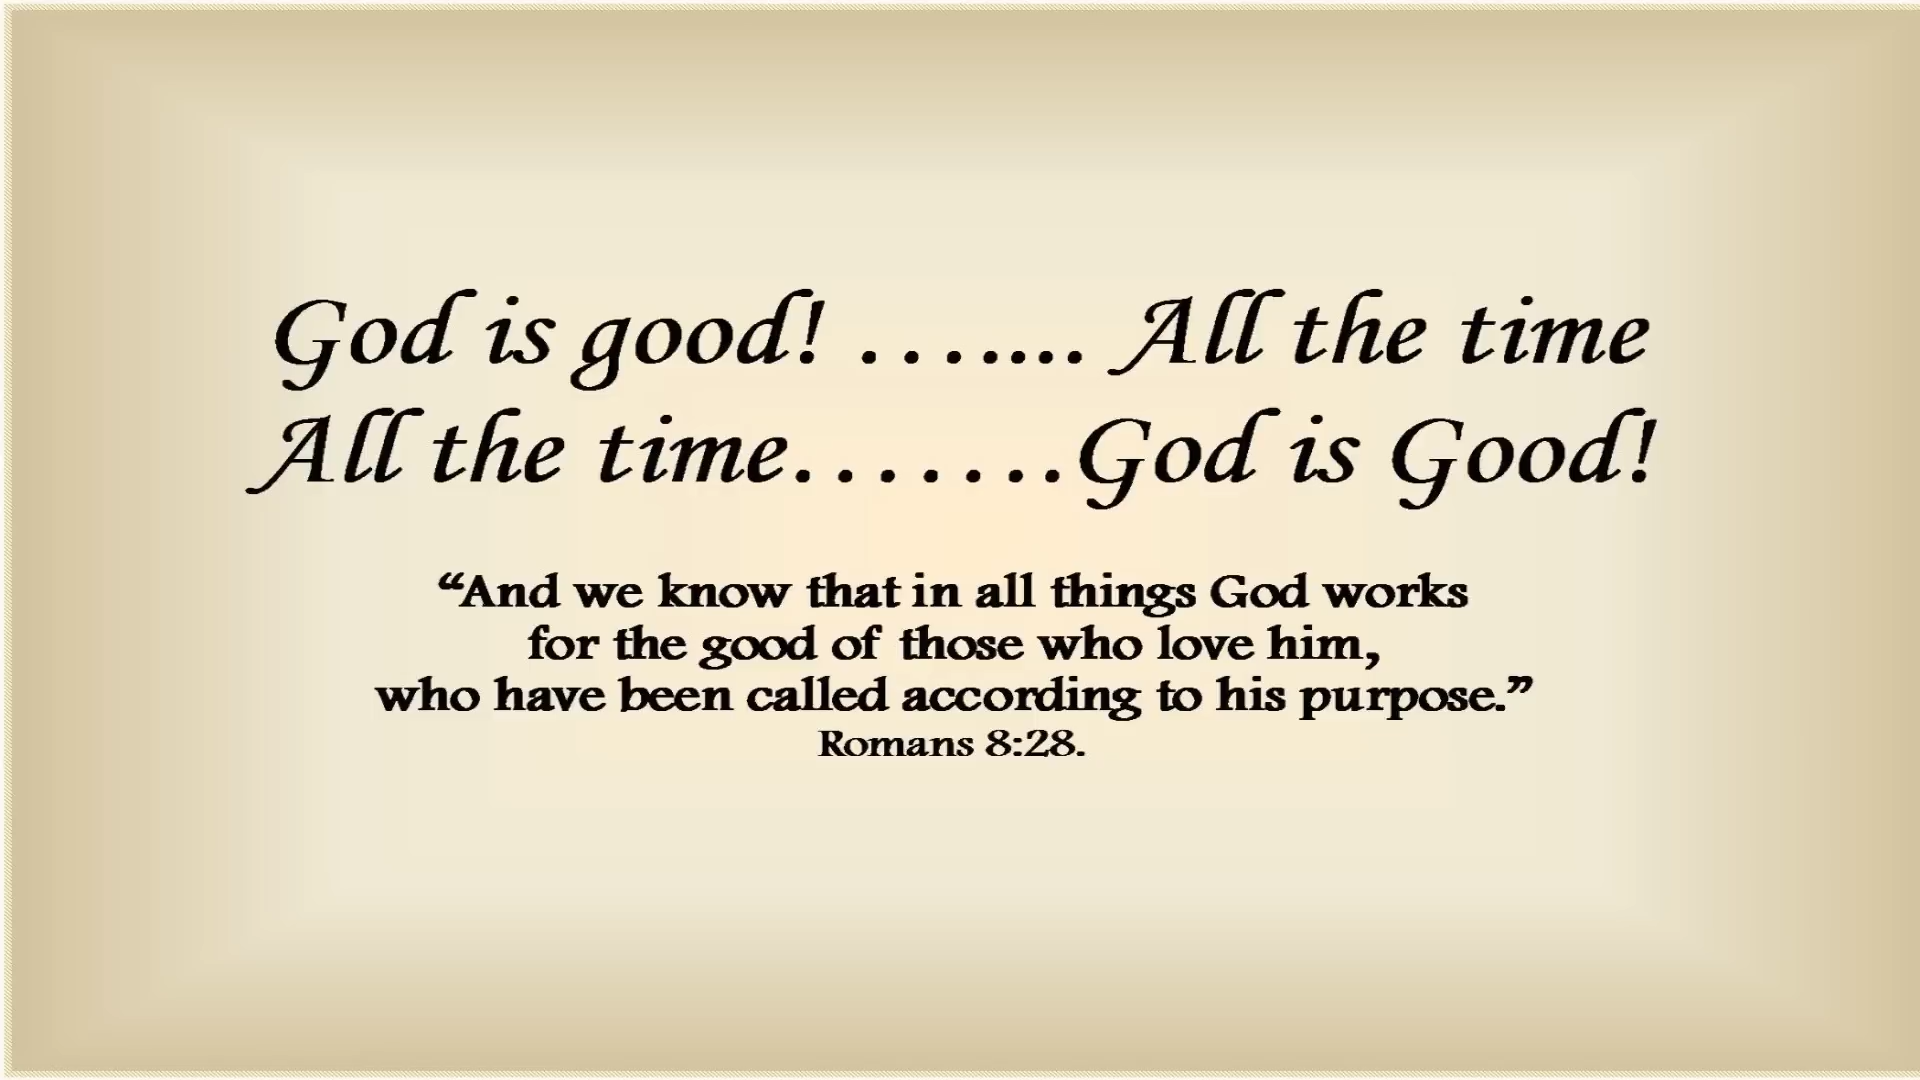 God is good! ….... All the time
All the time.......God is Good!
“And we know that in all things God works
for the good of those who love him,
who have been called according to his purpose.”
Romans 8:28.